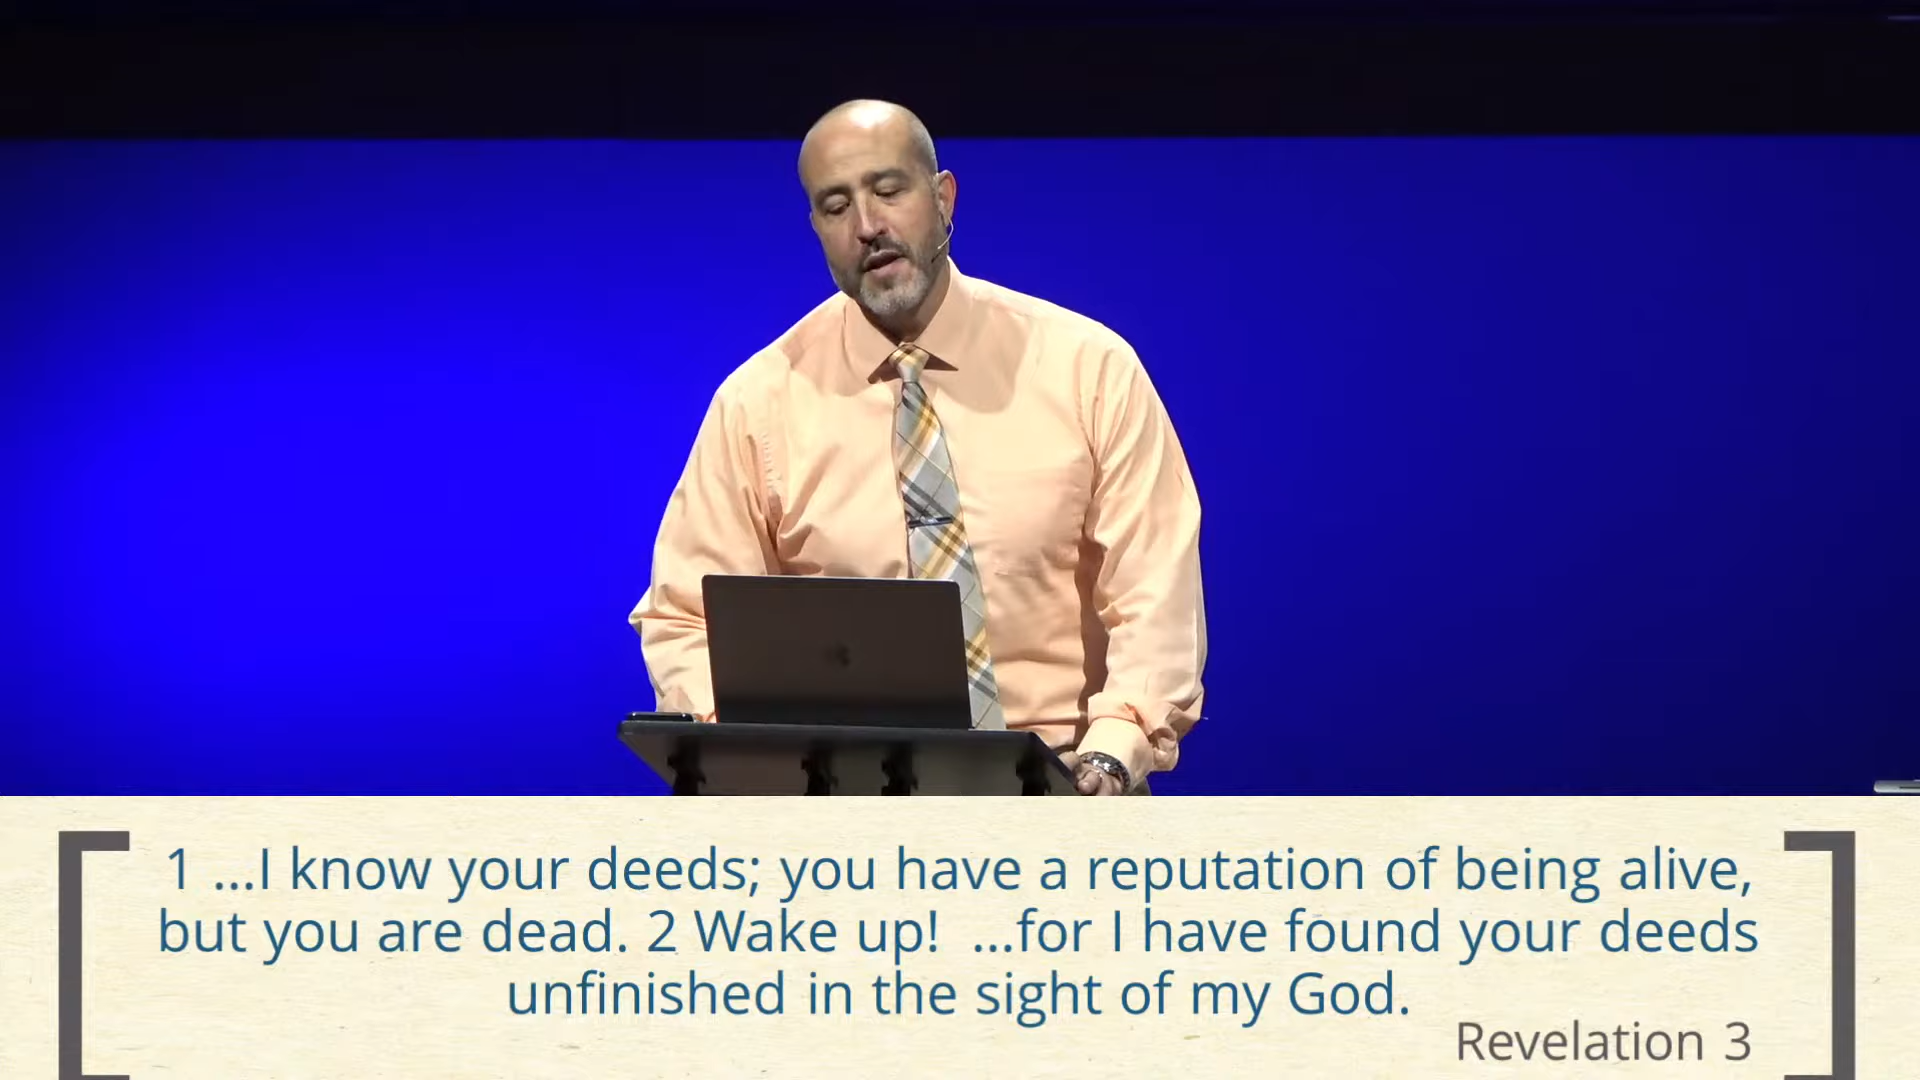 1 ...I know your deeds; you have a reputation of being alive,
but you are dead. 2 Wake up!  ...for I have found your deeds
unfinished in the sight of my God.
Revelation 3